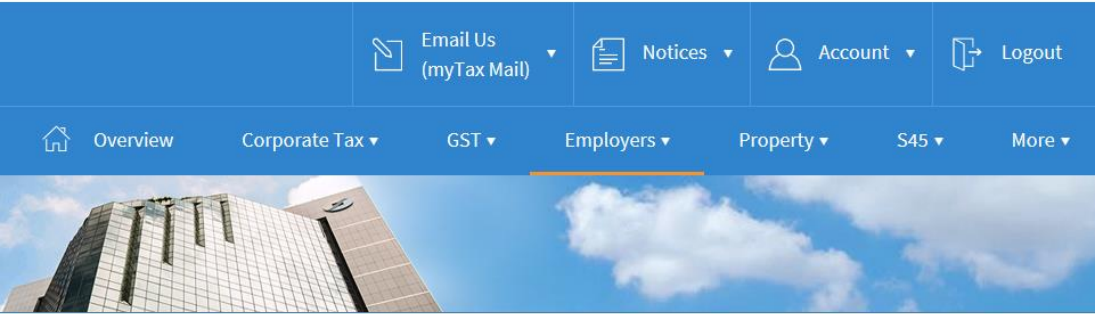 Email Us
(myTax Mail)
Notices
Account
Logout
Overview
Corporate Tax
GST
Employers
Property
S45
More